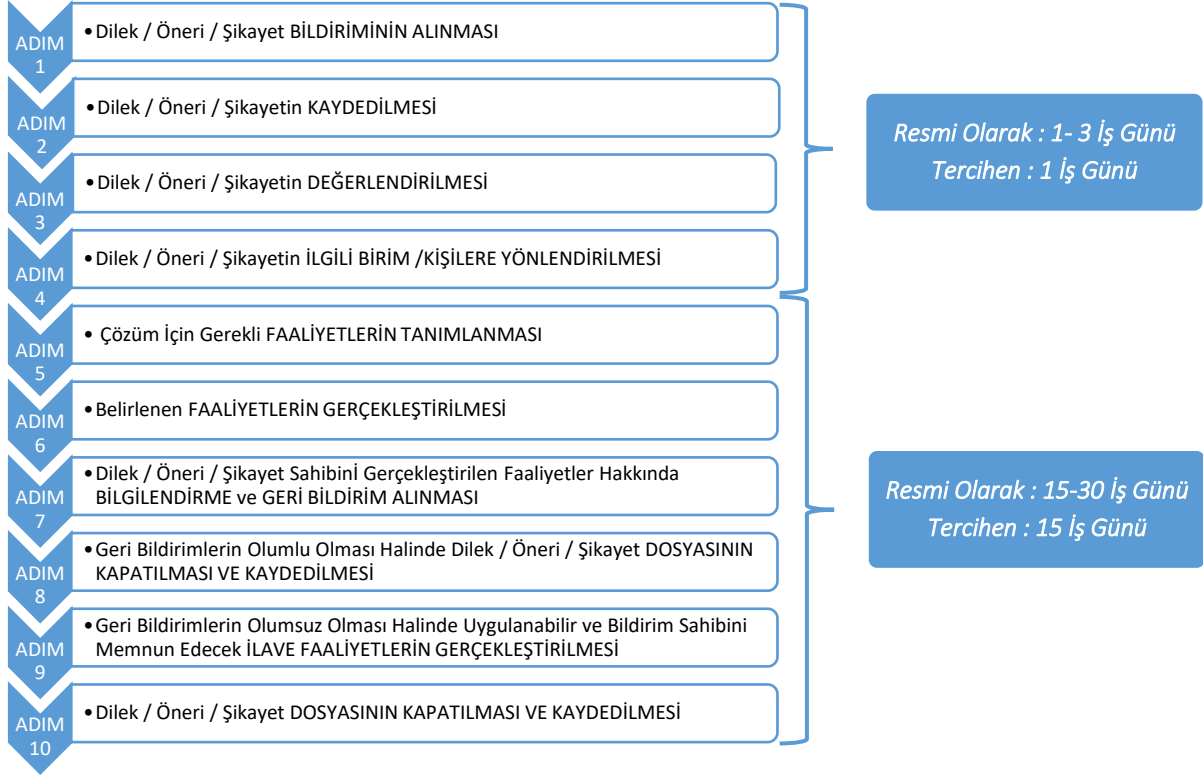 ADIM
1
•Dilek / Öneri / Şikayet BİLDİRİMİNİN ALINMASI
ADIM
2
•Dilek / Öneri / Şikayetin KAYDEDİLMESİ
ADIM
3
•Dilek / Öneri / Şikayetin DEĞERLENDİRİLMESİ
ADIM
4
•Dilek / Öneri / Şikayetin İLGİLİ BİRİM /KİŞİLERE YÖNLENDİRİLMESİ
Resmi Olarak : 1- 3 İş Günü
Tercihen : 1 İş Günü
ADIM
5
• Çözüm İçin Gerekli FAALİYETLERİN TANIMLANMASI
ADIM
6
•Belirlenen FAALİYETLERİN GERÇEKLEŞTİRİLMESİ
ADIM
7
•Dilek / Öneri / Şikayet Sahibinİ Gerçekleştirilen Faaliyetler Hakkında
BİLGİLENDİRME ve GERİ BİLDİRİM ALINMASI
ADIM
8
•Geri Bildirimlerin Olumlu Olması Halinde Dilek / Öneri / Şikayet DOSYASININ
KAPATILMASI VE KAYDEDİLMESİ
ADIM
9
•Geri Bildirimlerin Olumsuz Olması Halinde Uygulanabilir ve Bildirim Sahibini
Memnun Edecek İLAVE FAALİYETLERİN GERÇEKLEŞTİRİLMESİ
ADIM
10
•Dilek / Öneri / Şikayet DOSYASININ KAPATILMASI VE KAYDEDİLMESİ
Resmi Olarak : 15-30 İş Günü
Tercihen : 15 İş Günü